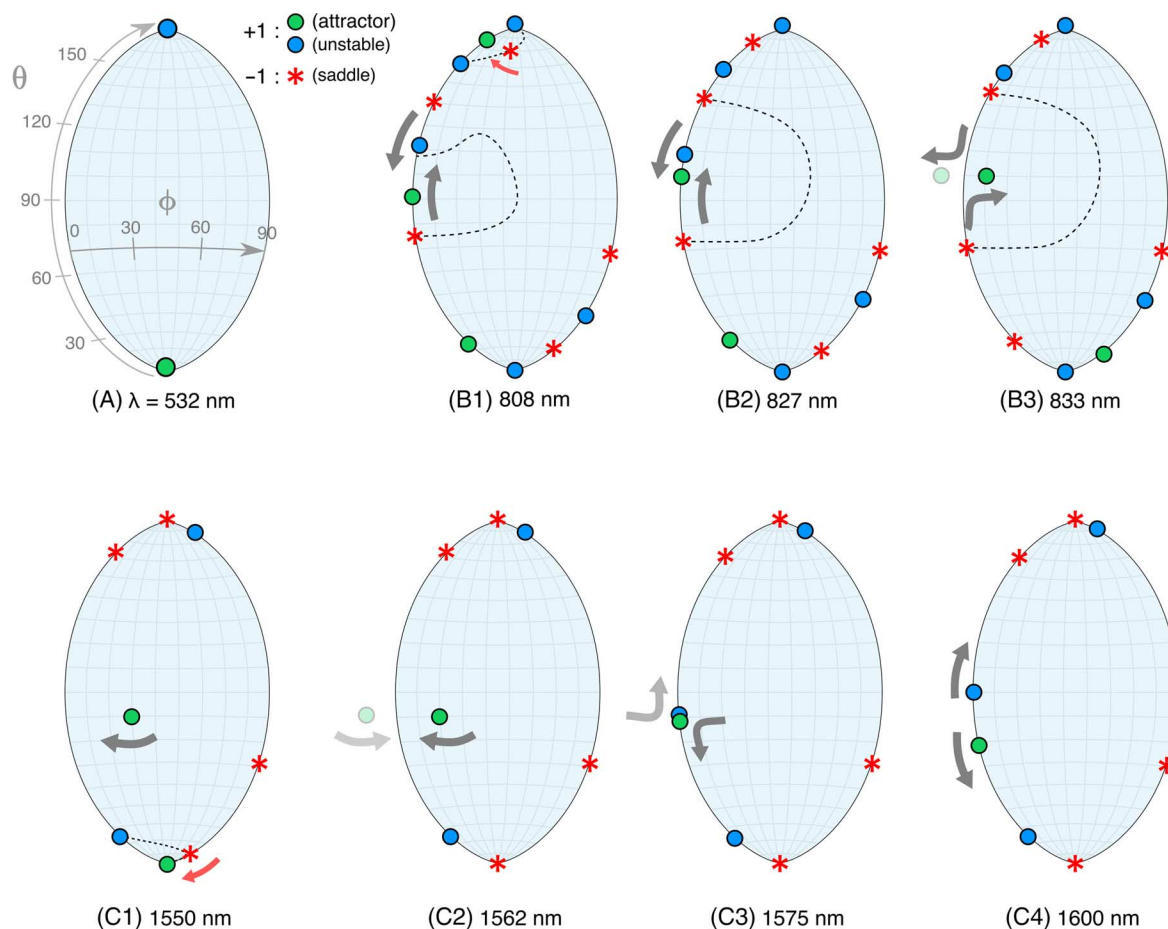 +1 : (attractor)
(unstable)
−1 : (saddle)
θ
150
120
90
60
30
ϕ
0 30 60 90
(A) λ = 532 nm
(B1) 808 nm
(B2) 827 nm
(B3) 833 nm
(C1) 1550 nm
(C2) 1562 nm
(C3) 1575 nm
(C4) 1600 nm